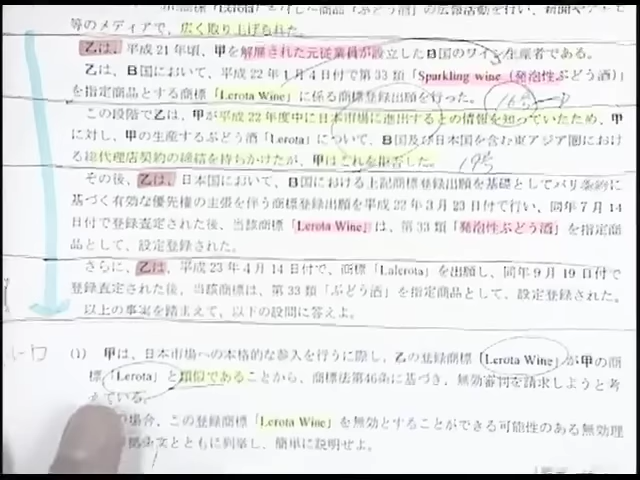 等のメディアで、広く取り上げられた。
乙は、平成21年頃、甲を解雇された元従業員が設立したB国のワイン生産者である。
乙は、B国において、平成22年1月4日付で第33類「Sparkling wine（発泡性ぶどう酒）」
を指定商品とする商標「Lerota Wine」に係る商標登録出願を行った。
16号
この段階で乙は、甲が平成22年度中に日本市場に進出するとの情報を知っていたため、甲
に対し、甲の生産するぶどう酒「Lerota」について、B国及び日本国を含む東アジア圏におけ
る総代理店契約の締結を持ちかけたが、甲はこれを拒否した。
19号
その後、乙は、日本国において、B国における上記商標登録出願を基礎としてパリ条約に
基づく有効な優先権の主張を伴う商標登録出願を平成22年3月23日付で行い、同年7月14
日付で登録査定された後、当該商標「Lerota Wine」は、第33類「発泡性ぶどう酒」を指定商
品として、設定登録された。
さらに、乙は、平成23年4月14日付で、商標「Lalerota」を出願し、同年9月19日付で
登録査定された後、当該商標は、第33類「ぶどう酒」を指定商品として、設定登録された。
以上の事実を踏まえて、以下の設問に答えよ。
(1) 甲は、日本市場への本格的な参入を行うに際し、乙の登録商標「Lerota Wine」が甲の商
標「Lerota」と類似であることから、商標法第46条に基づき、無効審判を請求しようと考
えている。
場合、この登録商標「Lerota Wine」を無効とすることができる可能性のある無効理
文とともに列挙し、簡単に説明せよ。